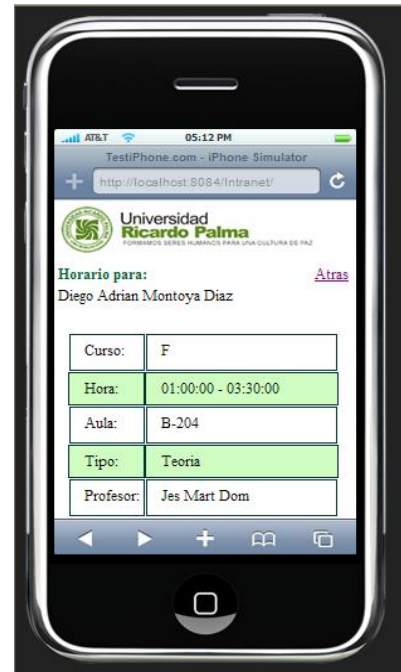 AT&T 05:12 PM
TestiPhone.com - iPhone Simulator
http://localhost:8084/Intranet/
Universidad
Ricardo Palma
FORMAMOS SERES HUMANOS PARA UNA CULTURA DE PAZ
Horario para: Atras
Diego Adrian Montoya Diaz
Curso: F
Hora: 01:00:00 - 03:30:00
Aula: B-204
Tipo: Teoria
Profesor: Jes Mart Dom